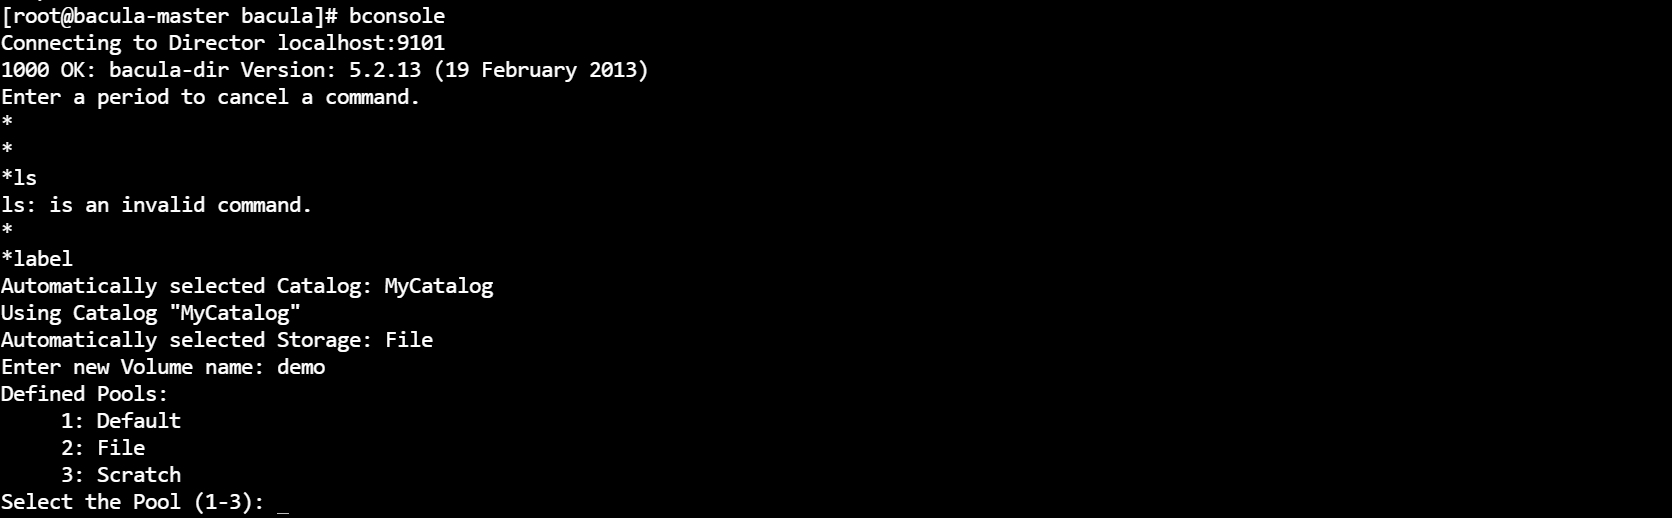 [root@bacula-master bacula]# bconsole
Connecting to Director localhost:9101
1000 OK: bacula-dir Version: 5.2.13 (19 February 2013)
Enter a period to cancel a command.
*
*
*ls
ls: is an invalid command.
*
*label
Automatically selected Catalog: MyCatalog
Using Catalog "MyCatalog"
Automatically selected Storage: File
Enter new Volume name: demo
Defined Pools:
     1: Default
     2: File
     3: Scratch
Select the Pool (1-3): _